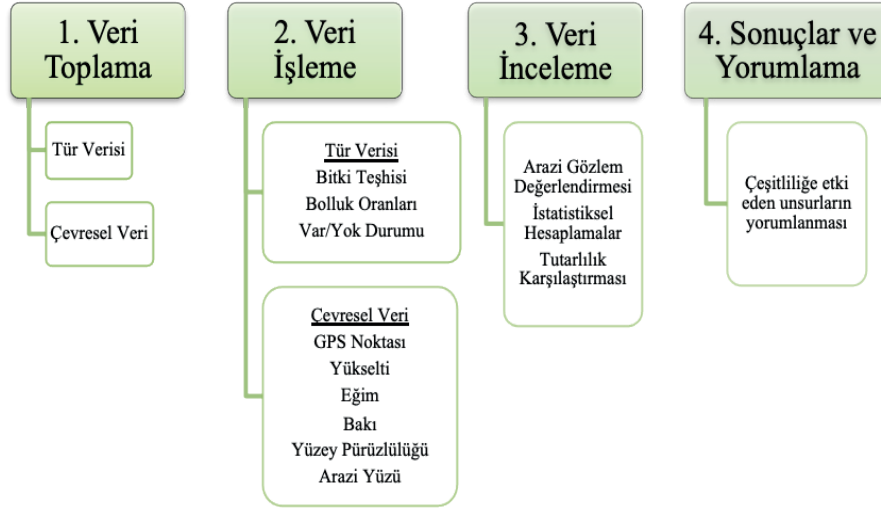 1. Veri
Toplama
Tür Verisi
Çevresel Veri
2. Veri
İşleme
Tür Verisi
Bitki Teşhisi
Bolluk Oranları
Var/Yok Durumu
Çevresel Veri
GPS Noktası
Yükselti
Eğim
Bakı
Yüzey Pürüzlülüğü
Arazi Yüzü
3. Veri
İnceleme
Arazi Gözlem
Değerlendirmesi
İstatistiksel
Hesaplamalar
Tutarlılık
Karşılaştırması
4. Sonuçlar ve
Yorumlama
Çeşitliliğe etki
eden unsurların
yorumlanması